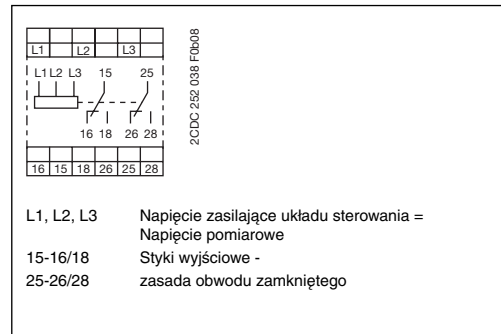 L1 L2 L3
L1 L2 L3 15 25
16 18 26 28
16 15 18 26 25 28
2CDC 252 038 F0b08
L1, L2, L3 Napięcie zasilające układu sterowania =
Napięcie pomiarowe
15-16/18 Styki wyjściowe -
25-26/28 zasada obwodu zamkniętego